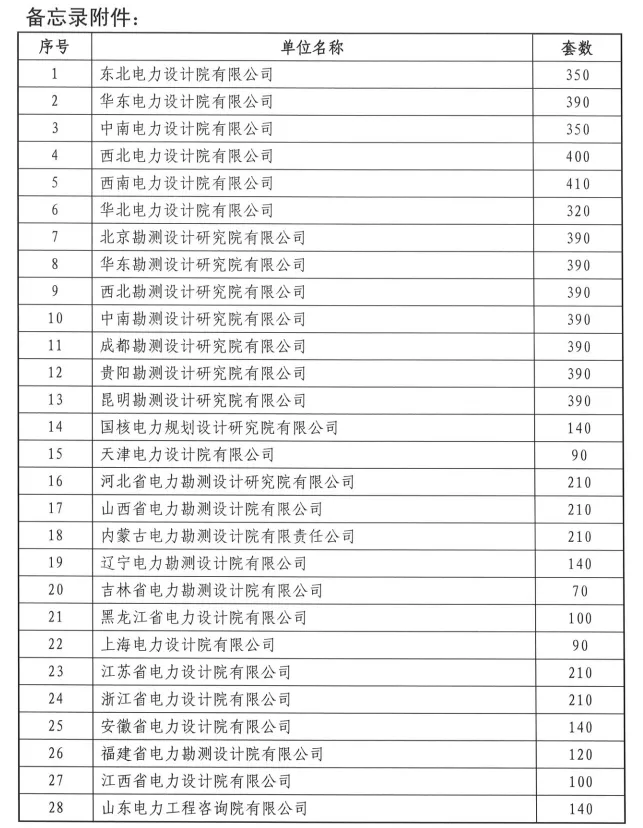 备忘录附件：
序号 单位名称 套数
1 东北电力设计院有限公司 350
2 华东电力设计院有限公司 390
3 中南电力设计院有限公司 350
4 西北电力设计院有限公司 400
5 西南电力设计院有限公司 410
6 华北电力设计院有限公司 320
7 北京勘测设计研究院有限公司 390
8 华东勘测设计研究院有限公司 390
9 西北勘测设计研究院有限公司 390
10 中南勘测设计研究院有限公司 390
11 成都勘测设计研究院有限公司 390
12 贵阳勘测设计研究院有限公司 390
13 昆明勘测设计研究院有限公司 390
14 国核电力规划设计研究院有限公司 140
15 天津电力设计院有限公司 90
16 河北省电力勘测设计研究院有限公司 210
17 山西省电力勘测设计院有限公司 210
18 内蒙古电力勘测设计院有限责任公司 210
19 辽宁电力勘测设计院有限公司 140
20 吉林省电力勘测设计院有限公司 70
21 黑龙江省电力设计院有限公司 100
22 上海电力设计院有限公司 90
23 江苏省电力设计院有限公司 210
24 浙江省电力设计院有限公司 210
25 安徽省电力设计院有限公司 140
26 福建省电力勘测设计院有限公司 120
27 江西省电力设计院有限公司 100
28 山东电力工程咨询院有限公司 140